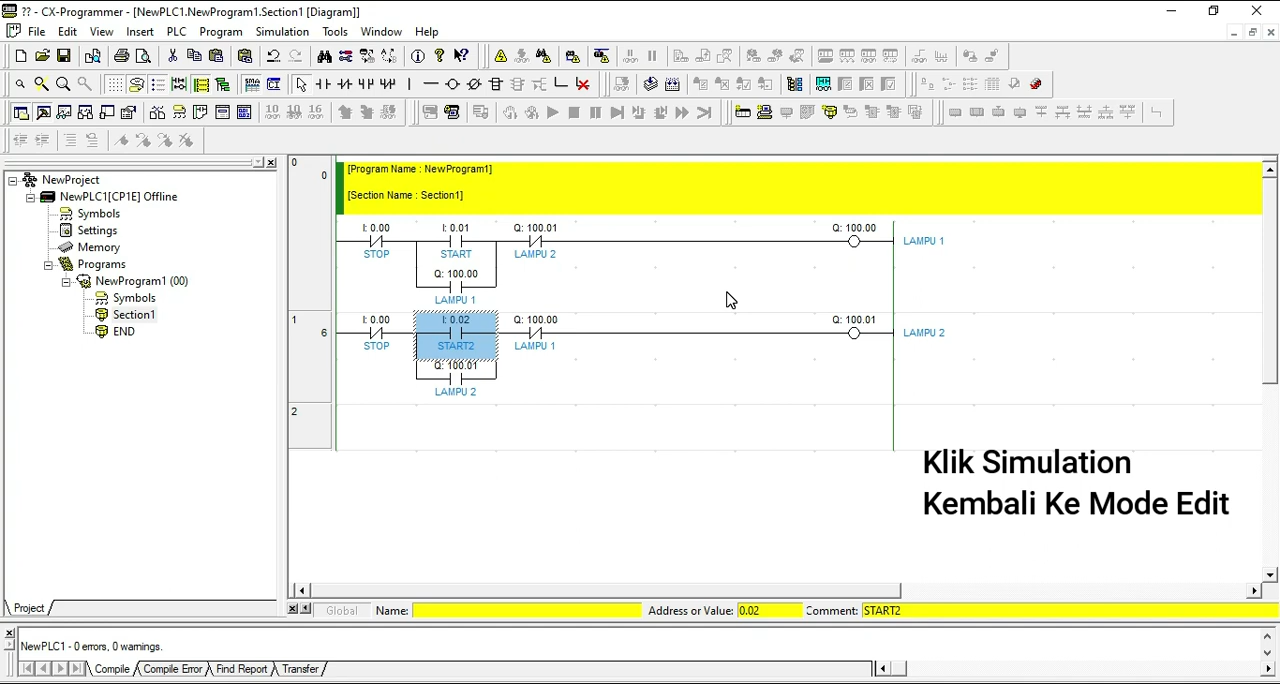 ?? - CX-Programmer - [NewPLC1.NewProgram1.Section1 [Diagram]]
File Edit View Insert PLC Program Simulation Tools Window Help
NewProject
NewPLC1[CP1E] Offline
Symbols
Settings
Memory
Programs
NewProgram1 (00)
Symbols
Section1
END
Project
0
0
[Program Name : NewProgram1]
[Section Name : Section1]
I: 0.00 I: 0.01 Q: 100.01 Q: 100.00
LAMPU 1
STOP START LAMPU 2
Q: 100.00
LAMPU 1
1
6
I: 0.00 I: 0.02 Q: 100.00 Q: 100.01
LAMPU 2
STOP START2 LAMPU 1
Q: 100.01
LAMPU 2
2
Klik Simulation
Kembali Ke Mode Edit
Global Name: Address or Value: 0.02 Comment: START2
NewPLC1 - 0 errors, 0 warnings.
Compile Compile Error Find Report Transfer